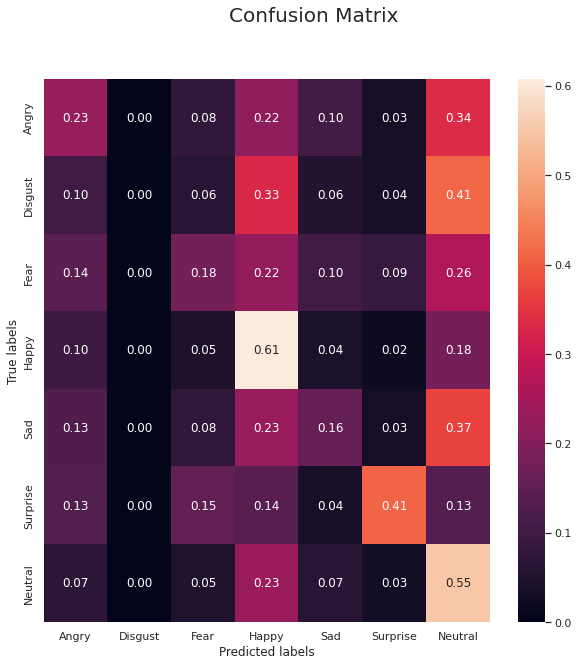 Confusion Matrix
True labels
Angry 0.23 0.00 0.08 0.22 0.10 0.03 0.34
Disgust 0.10 0.00 0.06 0.33 0.06 0.04 0.41
Fear 0.14 0.00 0.18 0.22 0.10 0.09 0.26
Happy 0.10 0.00 0.05 0.61 0.04 0.02 0.18
Sad 0.13 0.00 0.08 0.23 0.16 0.03 0.37
Surprise 0.13 0.00 0.15 0.14 0.04 0.41 0.13
Neutral 0.07 0.00 0.05 0.23 0.07 0.03 0.55
Angry Disgust Fear Happy Sad Surprise Neutral
Predicted labels
0.6
0.5
0.4
0.3
0.2
0.1
0.0